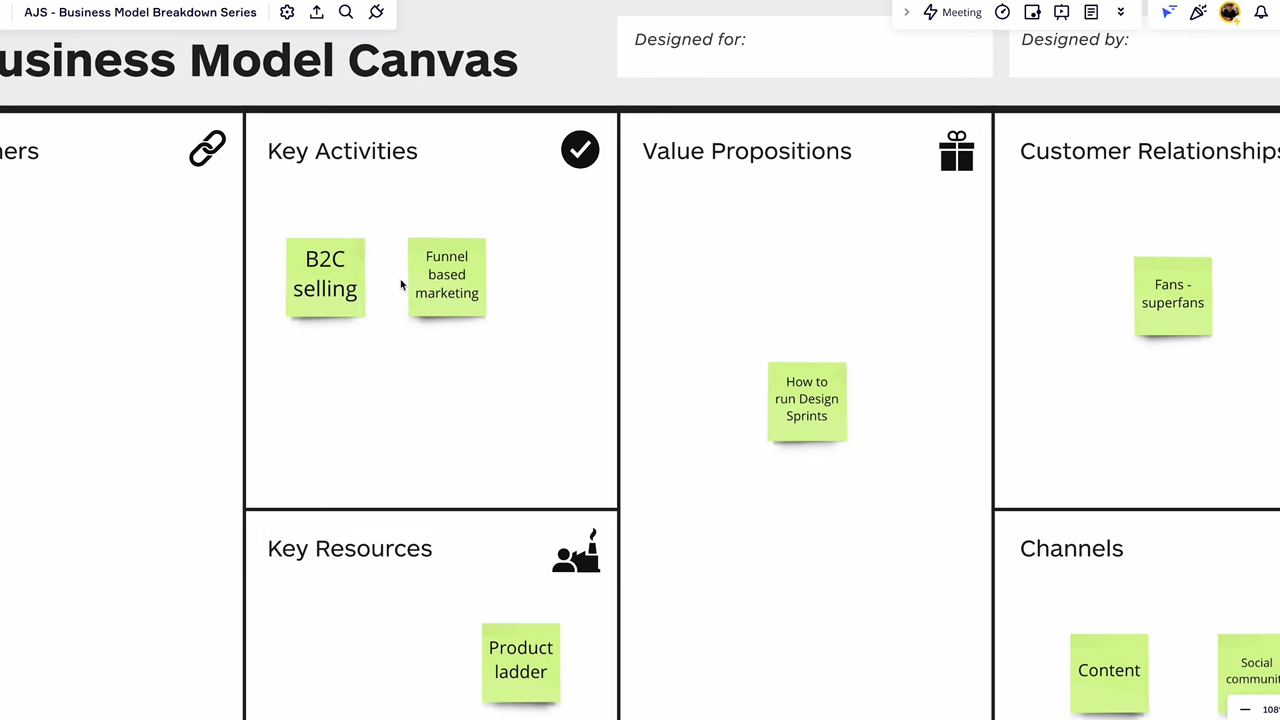 AJS - Business Model Breakdown Series
Meeting
usiness Model Canvas
Designed for:
Designed by:
ners
Key Activities
Value Propositions
Customer Relationships
B2C
selling
Funnel
based
marketing
Fans -
superfans
How to
run Design
Sprints
Key Resources
Channels
Product
ladder
Content
Social
communit
108%